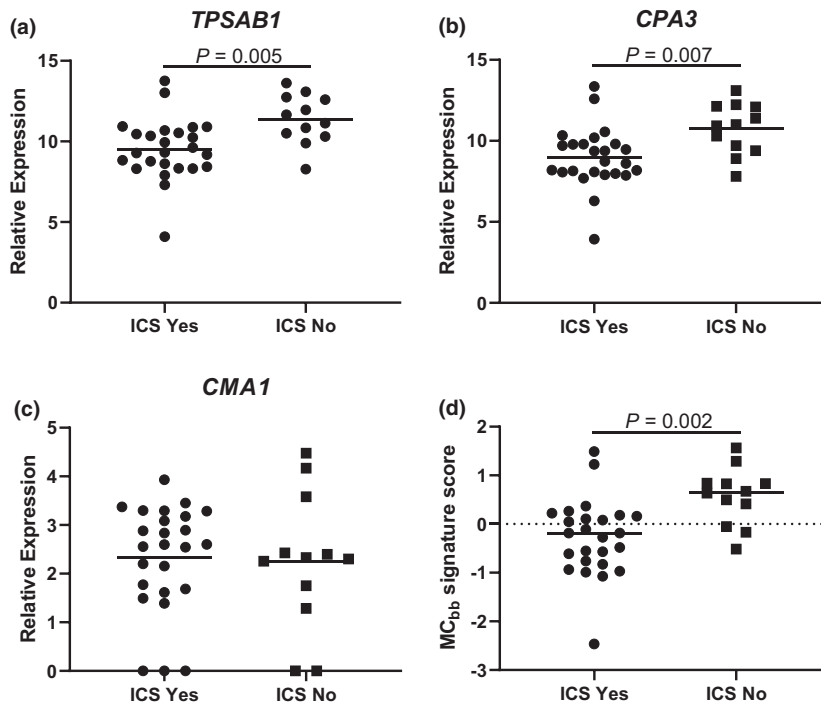 (a)
TPSAB1
P = 0.005
Relative Expression
15
10
5
0
ICS Yes
ICS No
(b)
CPA3
P = 0.007
Relative Expression
15
10
5
0
ICS Yes
ICS No
(c)
CMA1
Relative Expression
5
4
3
2
1
0
ICS Yes
ICS No
(d)
P = 0.002
MCbb signature score
2
1
0
-1
-2
-3
ICS Yes
ICS No